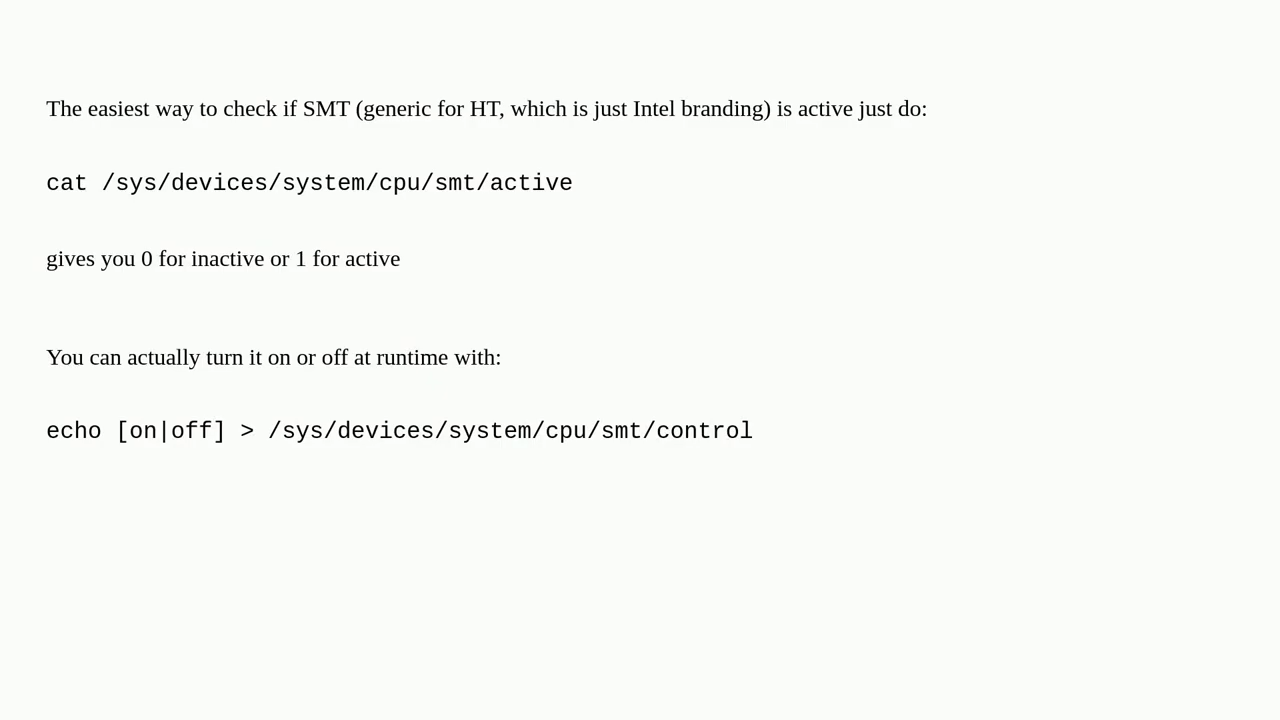 The easiest way to check if SMT (generic for HT, which is just Intel branding) is active just do:
cat /sys/devices/system/cpu/smt/active
gives you 0 for inactive or 1 for active
You can actually turn it on or off at runtime with:
echo [on|off] > /sys/devices/system/cpu/smt/control